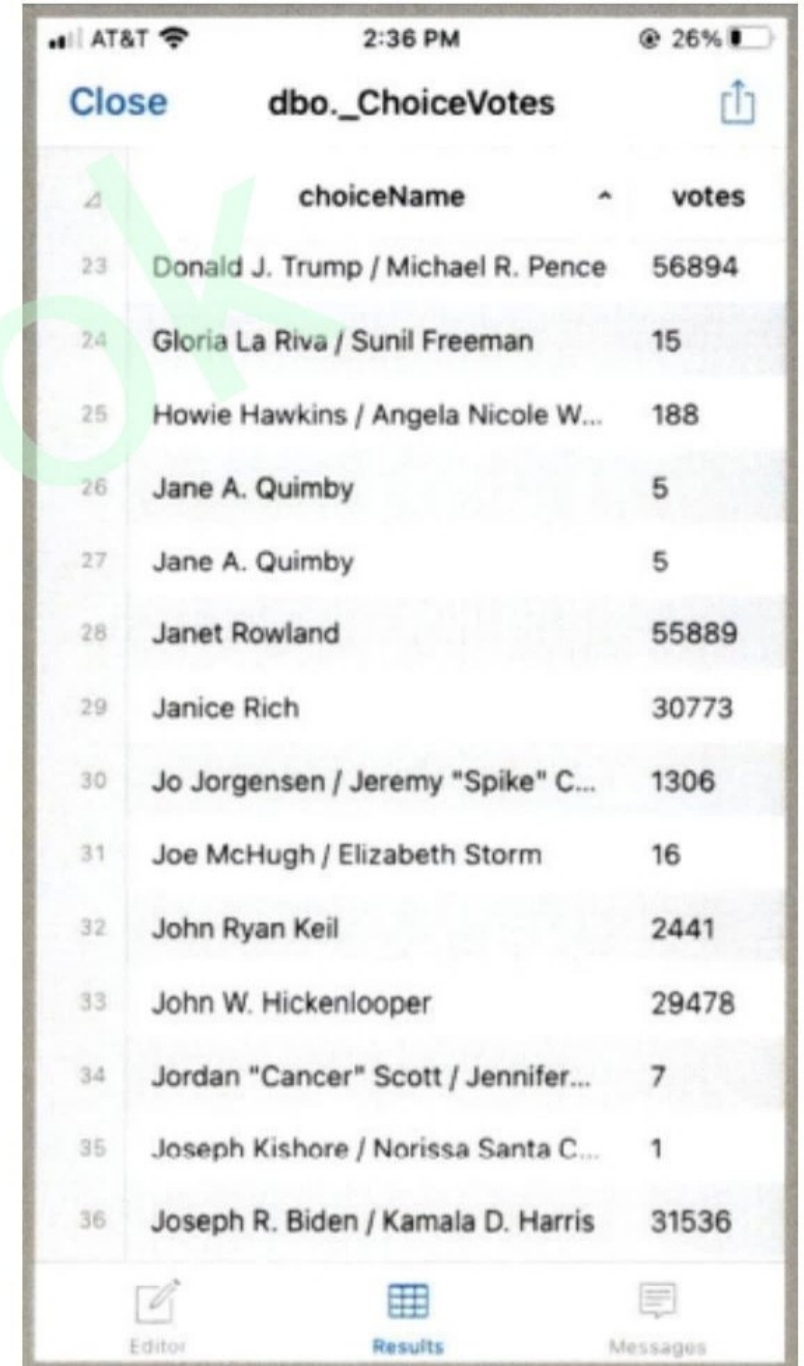 AT&T 2:36 PM 26%
Close dbo._ChoiceVotes
choiceName votes
23 Donald J. Trump / Michael R. Pence 56894
24 Gloria La Riva / Sunil Freeman 15
25 Howie Hawkins / Angela Nicole W... 188
26 Jane A. Quimby 5
27 Jane A. Quimby 5
28 Janet Rowland 55889
29 Janice Rich 30773
30 Jo Jorgensen / Jeremy "Spike" C... 1306
31 Joe McHugh / Elizabeth Storm 16
32 John Ryan Keil 2441
33 John W. Hickenlooper 29478
34 Jordan "Cancer" Scott / Jennifer... 7
35 Joseph Kishore / Norissa Santa C... 1
36 Joseph R. Biden / Kamala D. Harris 31536
Editor Results Messages
ok